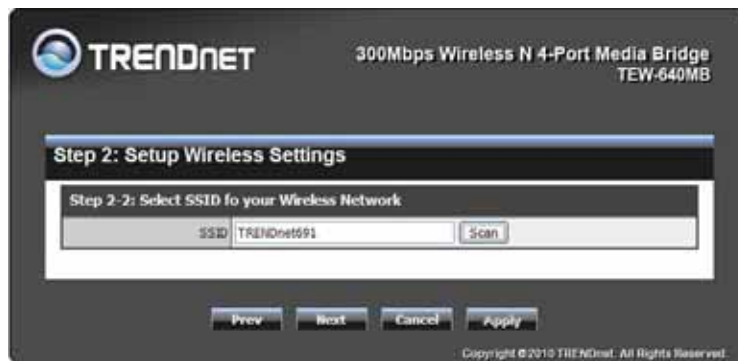 TRENDNET
300Mbps Wireless N 4-Port Media Bridge
TEW-640MB
Step 2: Setup Wireless Settings
Step 2-2: Select SSID fo your Wireless Network
SSID TRENDnet691 Scan
Prev Next Cancel Apply
Copyright © 2010 TRENDnet. All Rights Reserved.